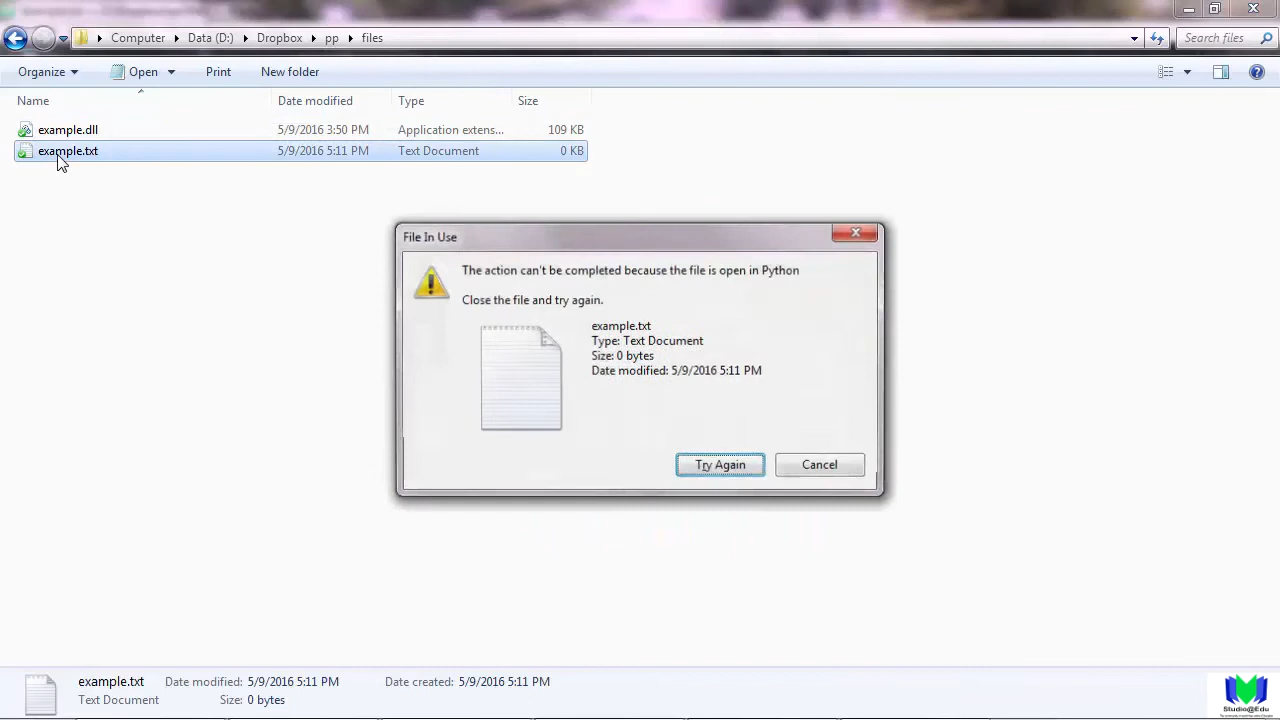 Computer Data (D:) Dropbox pp files Search files
Organize Open Print New folder
Name Date modified Type Size
example.dll 5/9/2016 3:50 PM Application extens... 109 KB
example.txt 5/9/2016 5:11 PM Text Document 0 KB
File In Use
The action can't be completed because the file is open in Python
Close the file and try again.
example.txt
Type: Text Document
Size: 0 bytes
Date modified: 5/9/2016 5:11 PM
Try Again Cancel
example.txt Date modified: 5/9/2016 5:11 PM Date created: 5/9/2016 5:11 PM
Text Document Size: 0 bytes
Studio@Edu